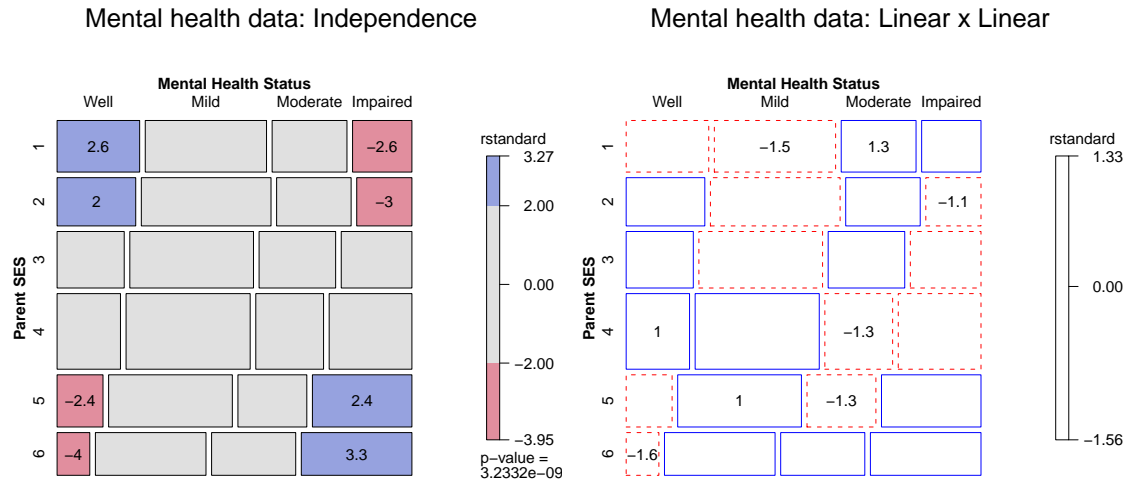 Mental health data: Independence
Mental Health Status
Well Mild Moderate Impaired
Parent SES
1 2 3 4 5 6
2.6 −2.6
2 −3
−2.4 2.4
−4 3.3
rstandard
3.27
2.00
0.00
−2.00
−3.95
p−value =
3.2332e−09
Mental health data: Linear x Linear
Mental Health Status
Well Mild Moderate Impaired
Parent SES
1 2 3 4 5 6
−1.5 1.3
−1.1
1 −1.3
1 −1.3
−1.6
rstandard
1.33
0.00
−1.56